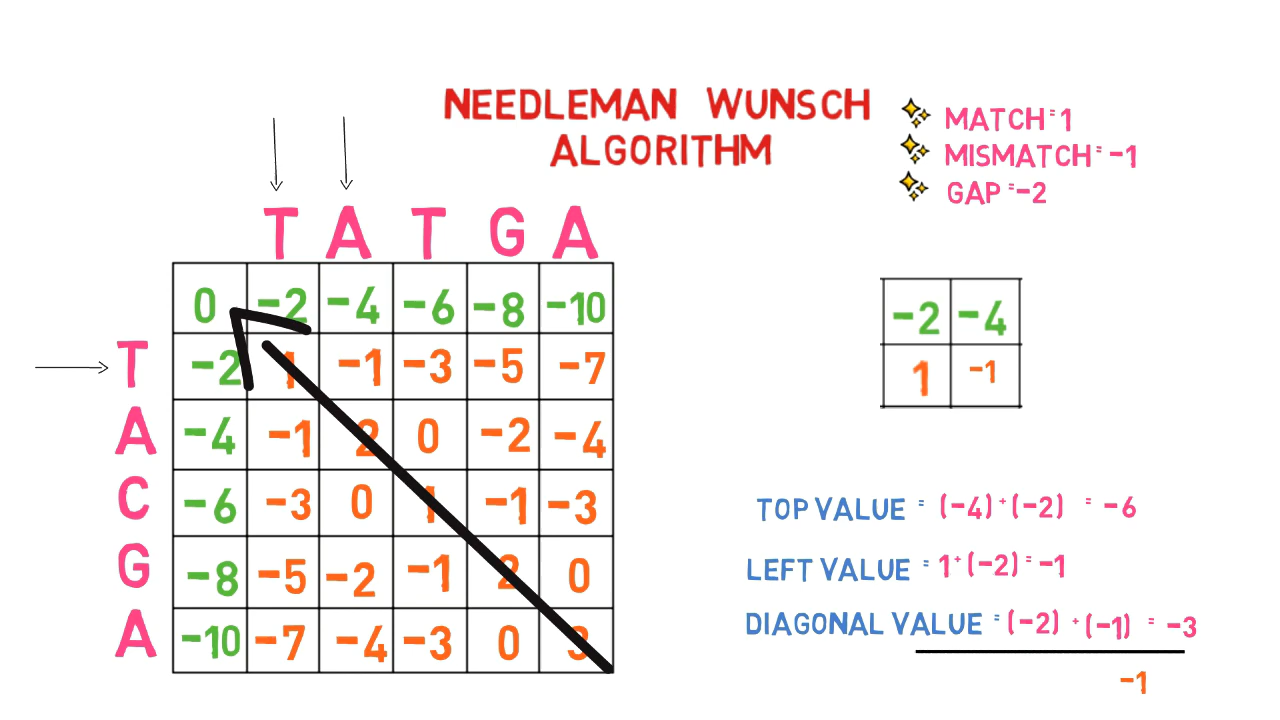 NEEDLEMAN WUNSCH
ALGORITHM
MATCH = 1
MISMATCH = -1
GAP = -2
T A T G A
0 -2 -4 -6 -8 -10
T -2 1 -1 -3 -5 -7
A -4 -1 2 0 -2 -4
C -6 -3 0 1 -1 -3
G -8 -5 -2 -1 2 0
A -10 -7 -4 -3 0 3
-2 -4
1 -1
TOP VALUE = (-4) + (-2) = -6
LEFT VALUE = 1 + (-2) = -1
DIAGONAL VALUE = (-2) + (-1) = -3
-1